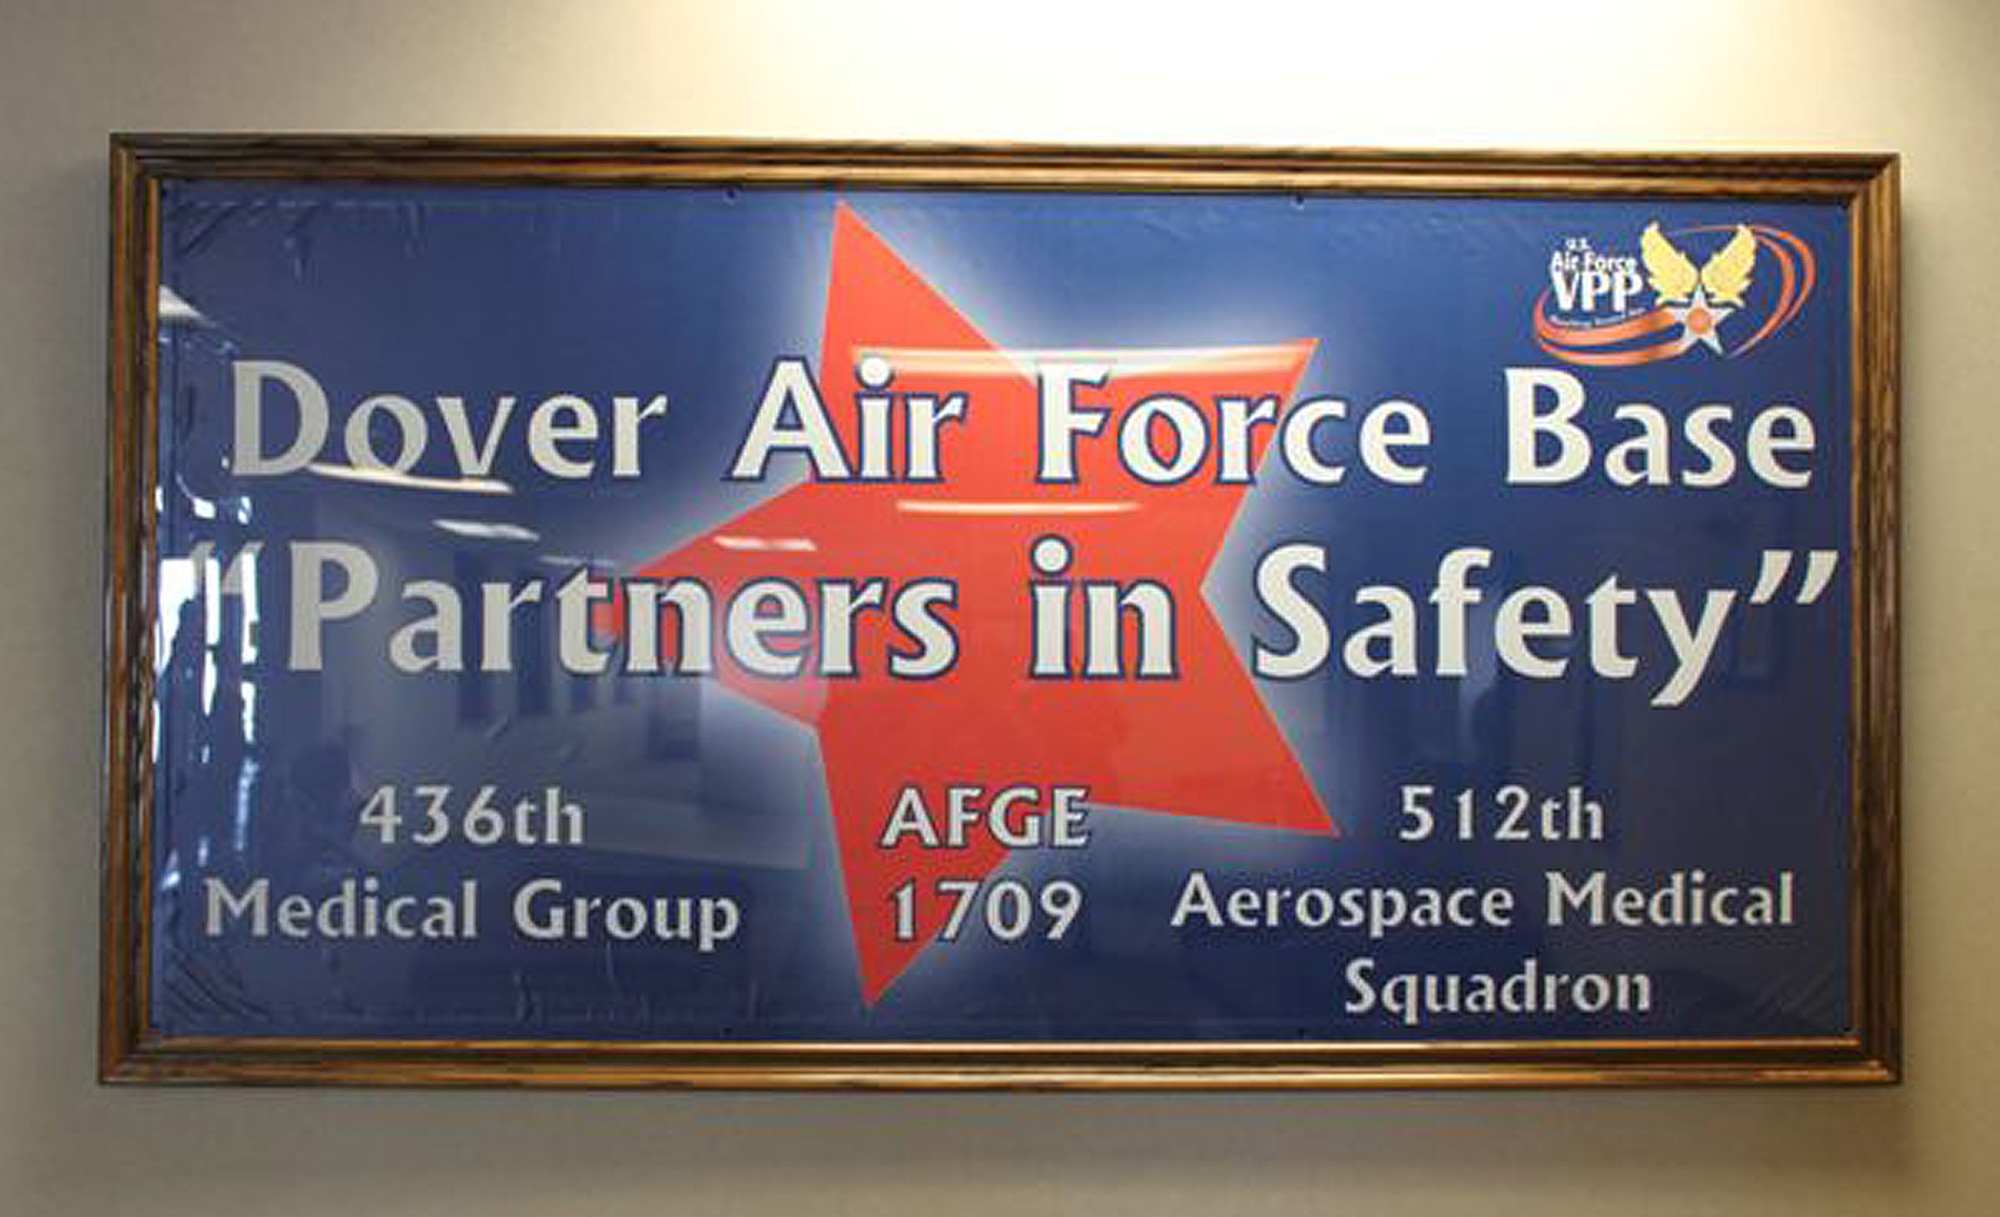 U.S.
Air Force
VPP
Dover Air Force Base
“Partners in Safety”
436th
Medical Group
AFGE
1709
512th
Aerospace Medical
Squadron